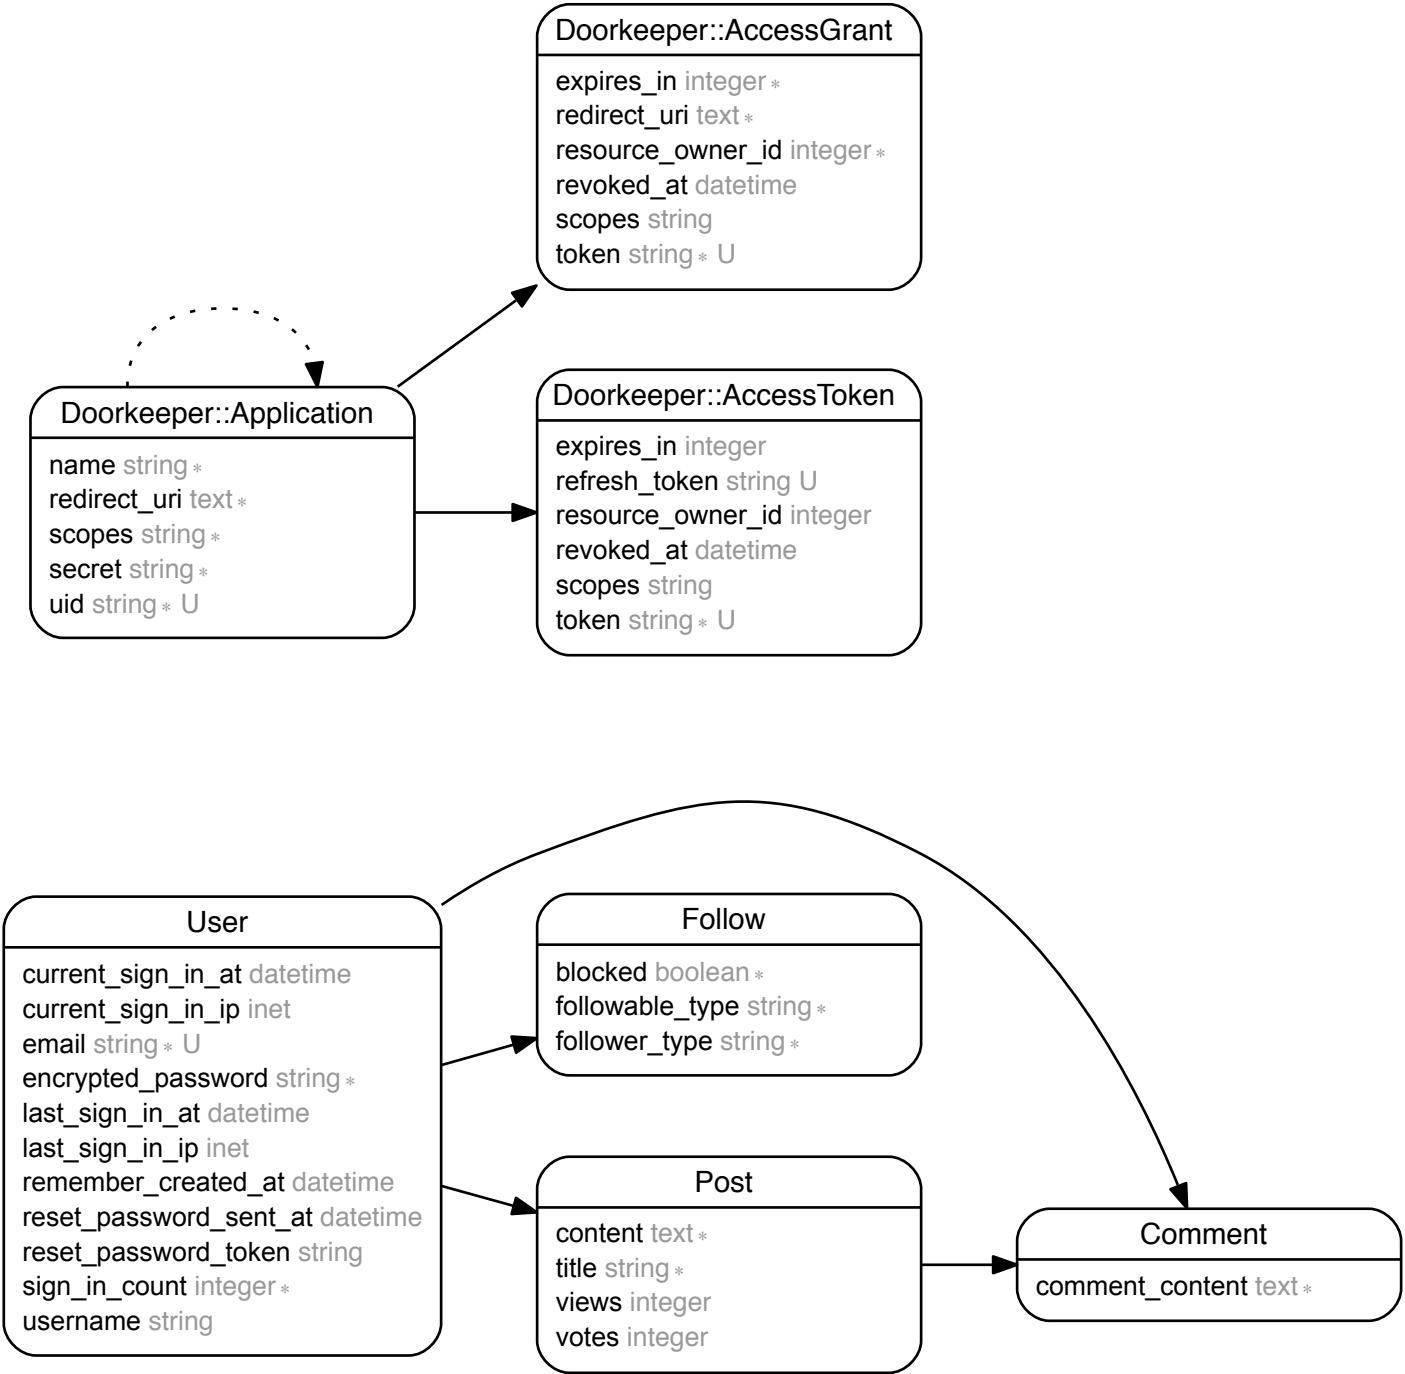 Doorkeeper::AccessGrant
expires_in integer *
redirect_uri text *
resource_owner_id integer *
revoked_at datetime
scopes string
token string * U
Doorkeeper::Application
name string *
redirect_uri text *
scopes string *
secret string *
uid string * U
Doorkeeper::AccessToken
expires_in integer
refresh_token string U
resource_owner_id integer
revoked_at datetime
scopes string
token string * U
User
current_sign_in_at datetime
current_sign_in_ip inet
email string * U
encrypted_password string *
last_sign_in_at datetime
last_sign_in_ip inet
remember_created_at datetime
reset_password_sent_at datetime
reset_password_token string
sign_in_count integer *
username string
Follow
blocked boolean *
followable_type string *
follower_type string *
Post
content text *
title string *
views integer
votes integer
Comment
comment_content text *